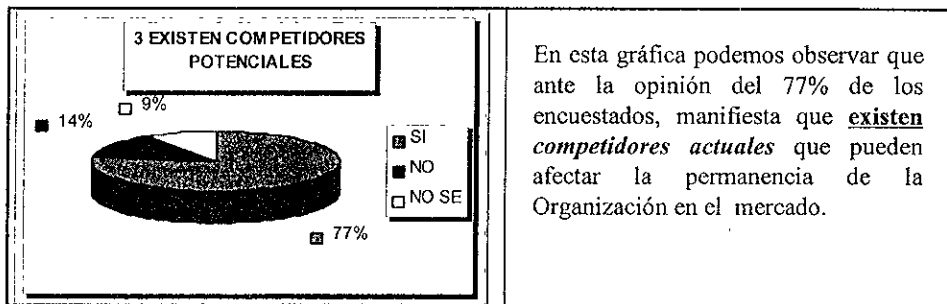 3 EXISTEN COMPETIDORES
POTENCIALES
9%
14%
SI
NO
NO SE
77%
En esta gráfica podemos observar que
ante la opinión del 77% de los
encuestados, manifiesta que existen
competidores actuales que pueden
afectar la permanencia de la
Organización en el mercado.